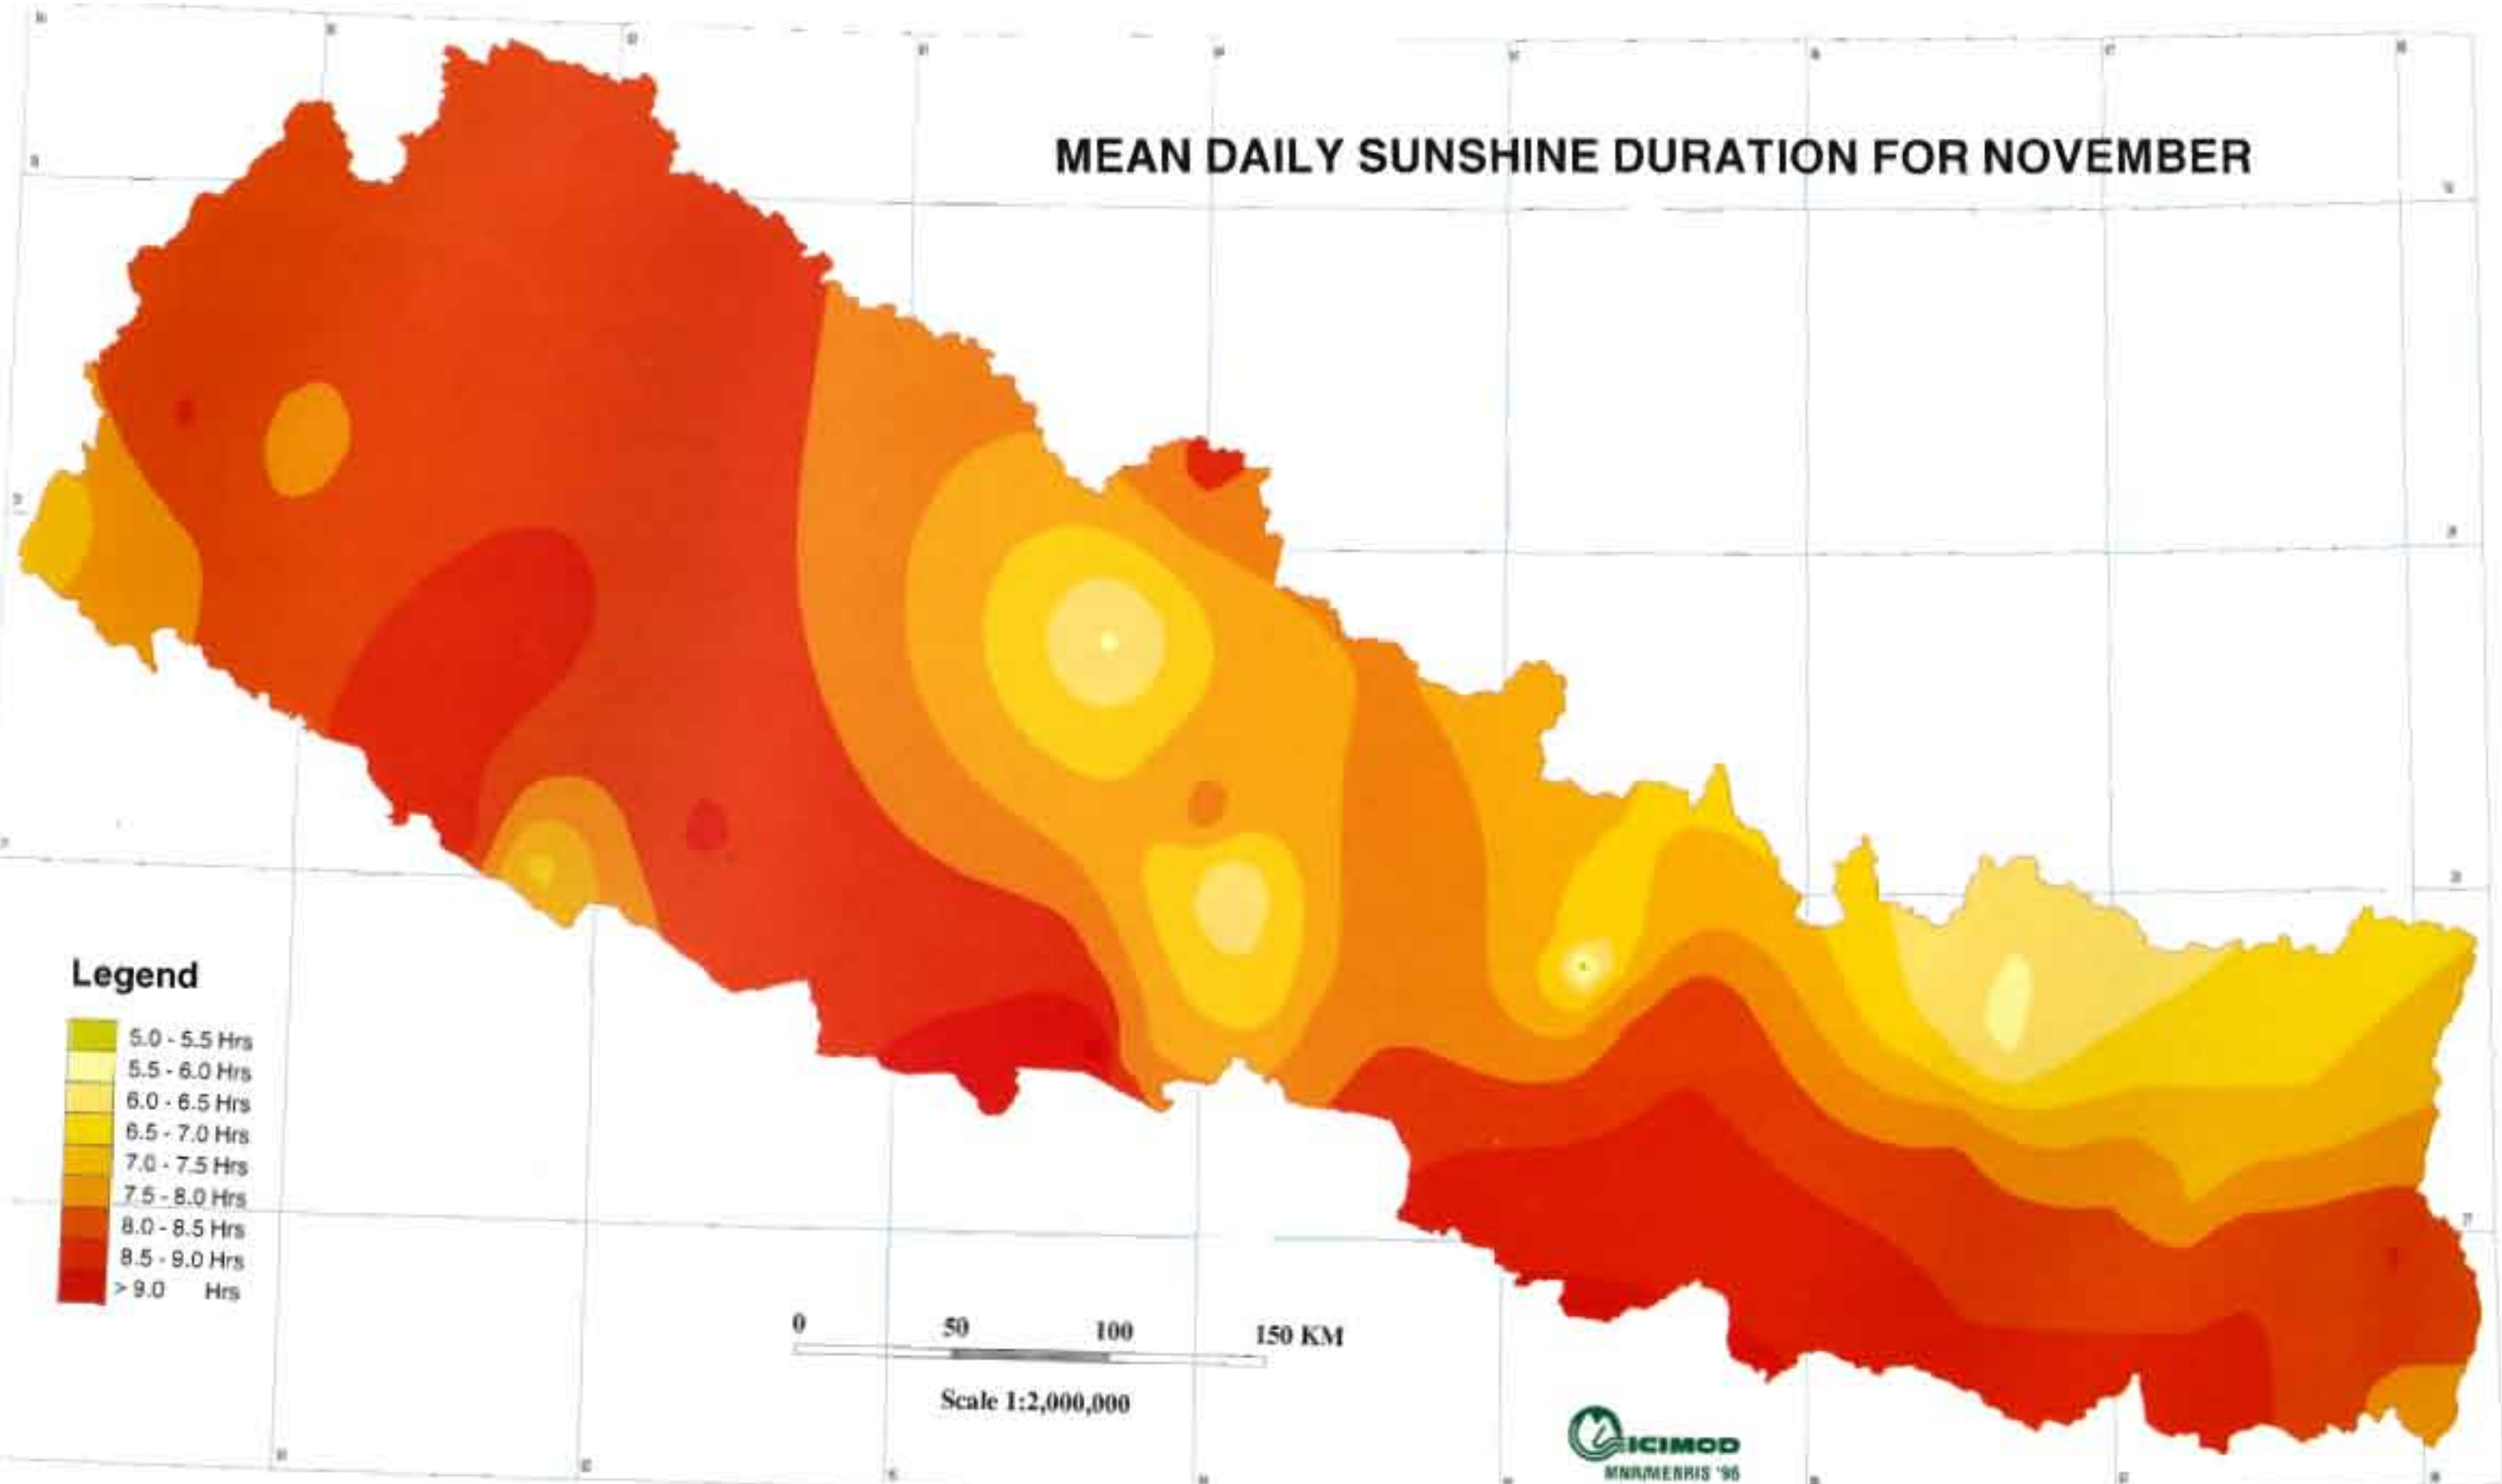 MEAN DAILY SUNSHINE DURATION FOR NOVEMBER
Legend
5.0 - 5.5 Hrs
5.5 - 6.0 Hrs
6.0 - 6.5 Hrs
6.5 - 7.0 Hrs
7.0 - 7.5 Hrs
7.5 - 8.0 Hrs
8.0 - 8.5 Hrs
8.5 - 9.0 Hrs
> 9.0 Hrs
0 50 100 150 KM
Scale 1:2,000,000
ICIMOD
MNR/MENRIS '96